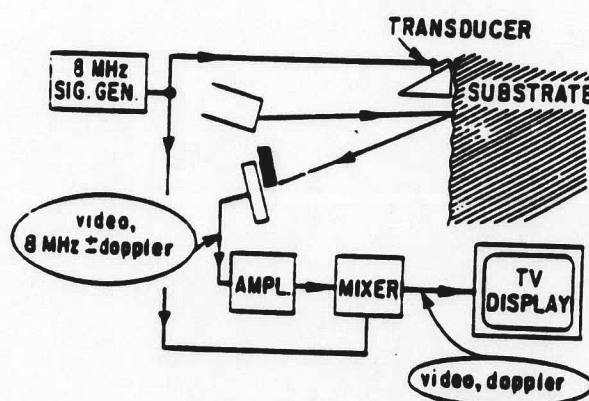 TRANSDUCER
8 MHz
SIG. GEN.
SUBSTRATE
video,
8 MHz ± doppler
AMPL.
MIXER
TV
DISPLAY
video, doppler